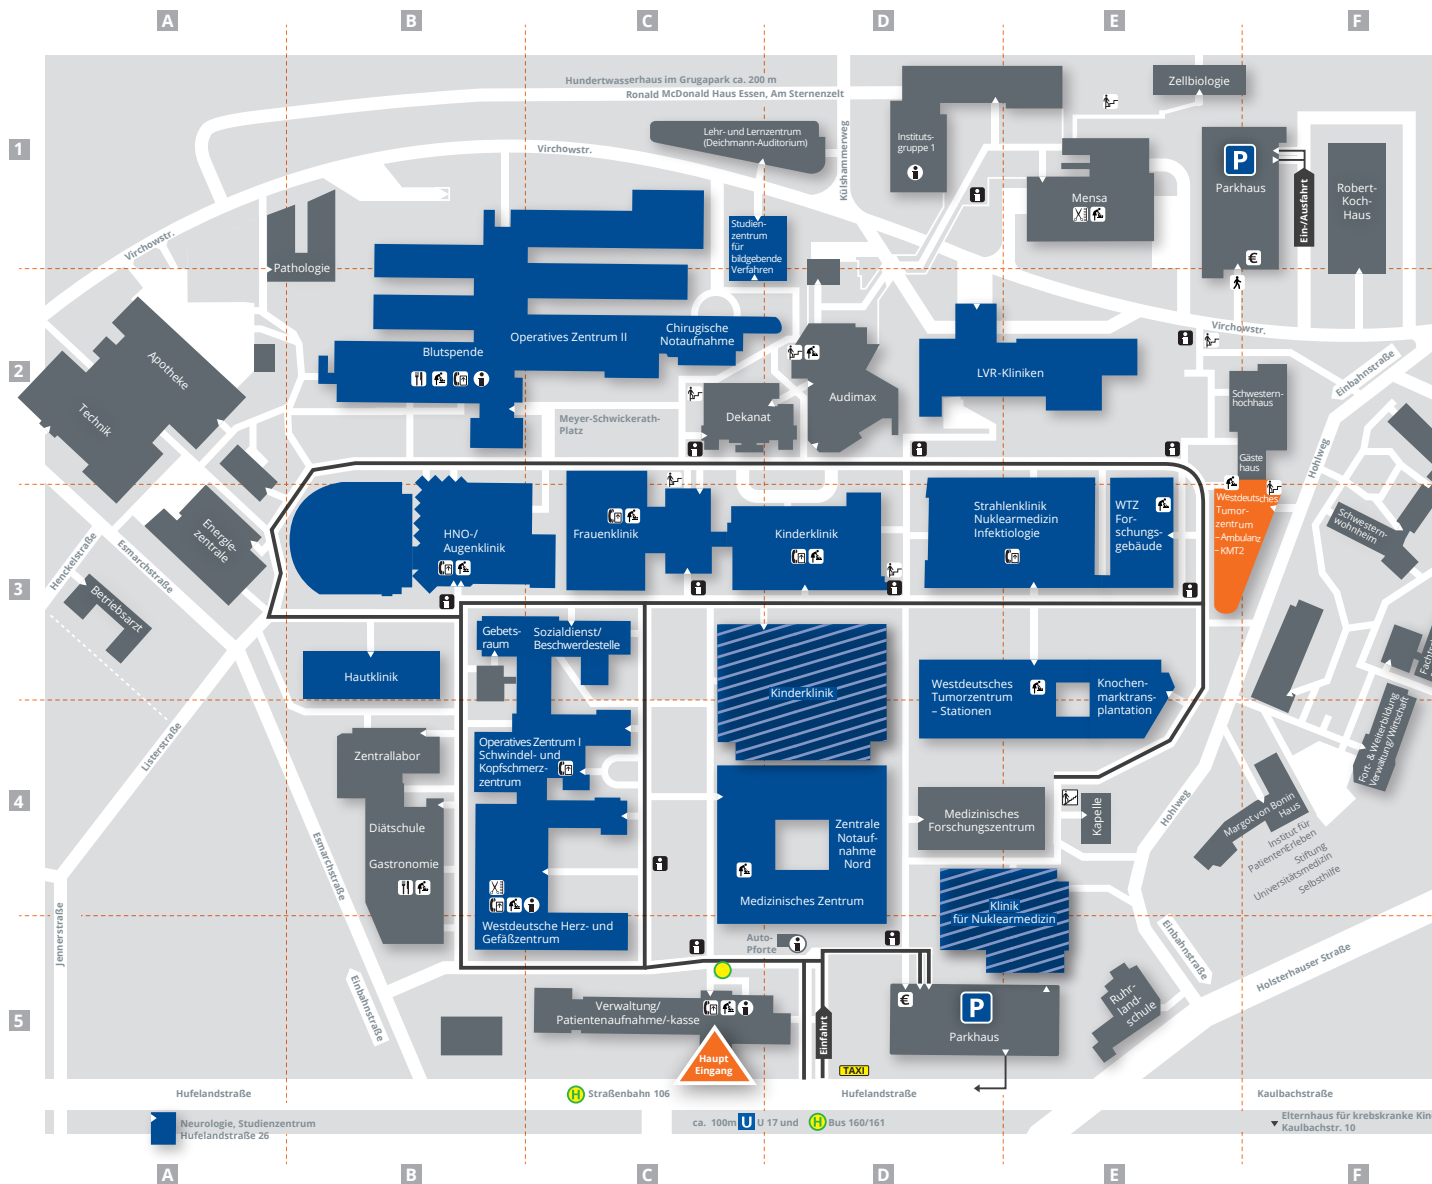 A
B
C
D
E
F
1
2
3
4
5
Hundertwasserhaus im Grugapark ca. 200 m
Ronald McDonald Haus Essen, Am Sternenzelt
Virchowstr.
Virchowstr.
Virchowstr.
Külshammerweg
Lehr- und Lernzentrum
(Deichmann-Auditorium)
Instituts-
gruppe 1
Zellbiologie
Mensa
P
Parkhaus
€
Ein-/Ausfahrt
Robert-
Koch-
Haus
Pathologie
Studien-
zentrum
für
bildgebende
Verfahren
Apotheke
Technik
Blutspende
Operatives Zentrum II
Chirugische
Notaufnahme
Meyer-Schwickerath-
Platz
Dekanat
Audimax
LVR-Kliniken
Schwestern-
hochhaus
Gäste
haus
Einbahnstraße
Hohlweg
Energie-
zentrale
Henckelstraße
Esmarchstraße
Betriebsarzt
HNO-/
Augenklinik
Frauenklinik
Kinderklinik
Strahlenklinik
Nuklearmedizin
Infektiologie
WTZ
For-
schungs-
gebäude
Westdeutsches
Tumor-
zentrum
– Ambulanz
– KMT2
Schwestern-
wohnheim
Hautklinik
Gebets-
raum
Sozialdienst/
Beschwerdestelle
Kinderklinik
Westdeutsches
Tumorzentrum
– Stationen
Knochen-
marktrans-
plantation
Fort- & Weiterbildung
Verwaltung/ Wirtschaft
Listerstraße
Zentrallabor
Diätschule
Gastronomie
Esmarchstraße
Operatives Zentrum I
Schwindel- und
Kopfschmerz-
zentrum
Zentrale
Notauf-
nahme
Nord
Medizinisches Zentrum
Medizinisches
Forschungszentrum
Kapelle
Hohlweg
Margot von Bonin
Haus
Institut für
PatientenErleben
Stiftung
Universitätsmedizin
Selbsthilfe
Klinik
für Nuklearmedizin
Westdeutsche Herz- und
Gefäßzentrum
Auto-
Pforte
Jennerstraße
Einbahnstraße
Einbahnstraße
Holsterhauser Straße
Ruhr-
land-
schule
Verwaltung/
Patientenaufnahme/-kasse
Haupt
Eingang
Einfahrt
€
P
Parkhaus
TAXI
Hufelandstraße
H Straßenbahn 106
Hufelandstraße
Kaulbachstraße
Neurologie, Studienzentrum
Hufelandstraße 26
ca. 100m U U 17 und H Bus 160/161
Elternhaus für krebskranke Kin
Kaulbachstr. 10
A
B
C
D
E
F